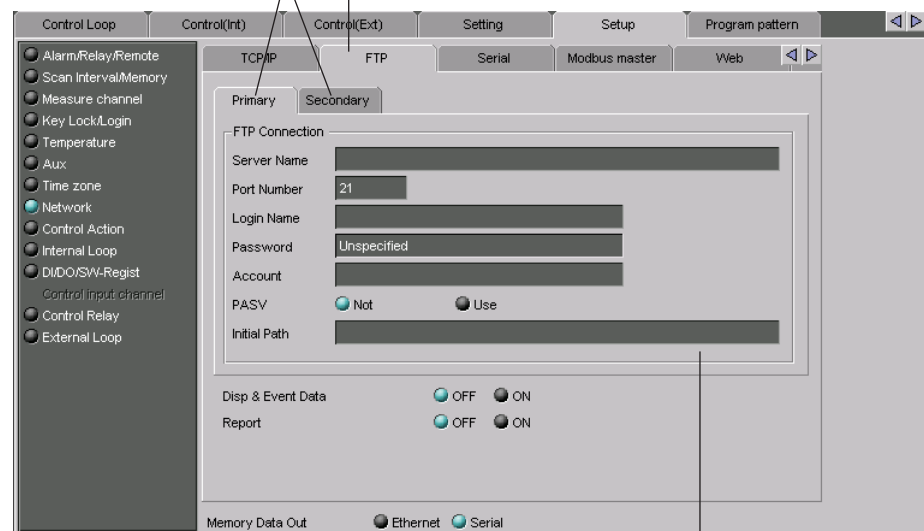 Control Loop Control(Int) Control(Ext) Setting Setup Program pattern
Alarm/Relay/Remote
Scan Interval/Memory
Measure channel
Key Lock/Login
Temperature
Aux
Time zone
Network
Control Action
Internal Loop
DI/DO/SW-Regist
Control input channel
Control Relay
External Loop
TCP/IP FTP Serial Modbus master Web
Primary Secondary
FTP Connection
Server Name
Port Number 21
Login Name
Password Unspecified
Account
PASV Not Use
Initial Path
Disp & Event Data OFF ON
Report OFF ON
Memory Data Out Ethernet Serial